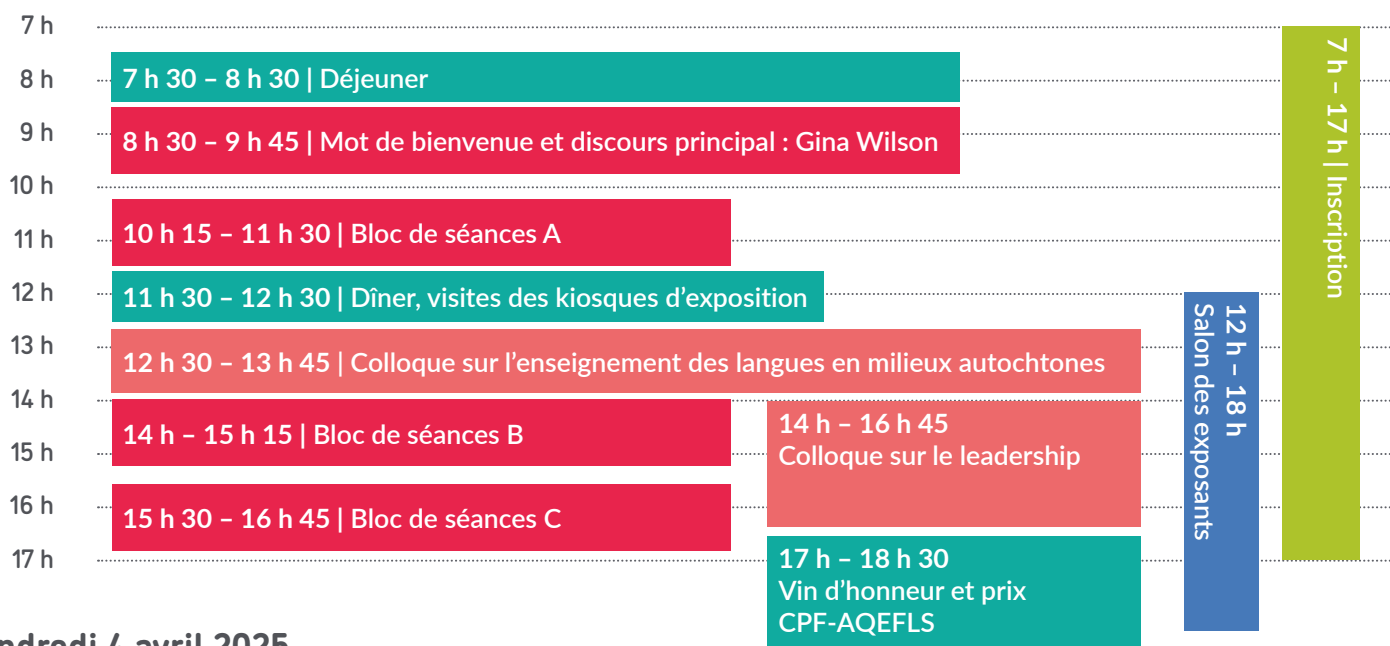 7 h
8 h
9 h
10 h
11 h
12 h
13 h
14 h
15 h
16 h
17 h
7 h 30 – 8 h 30 | Déjeuner
8 h 30 – 9 h 45 | Mot de bienvenue et discours principal : Gina Wilson
10 h 15 – 11 h 30 | Bloc de séances A
11 h 30 – 12 h 30 | Dîner, visites des kiosques d’exposition
12 h 30 – 13 h 45 | Colloque sur l’enseignement des langues en milieux autochtones
14 h – 15 h 15 | Bloc de séances B
14 h – 16 h 45
Colloque sur le leadership
15 h 30 – 16 h 45 | Bloc de séances C
17 h – 18 h 30
Vin d’honneur et prix
CPF-AQEFLS
12 h – 18 h
Salon des exposants
7 h – 17 h | Inscription
4 avril 2025